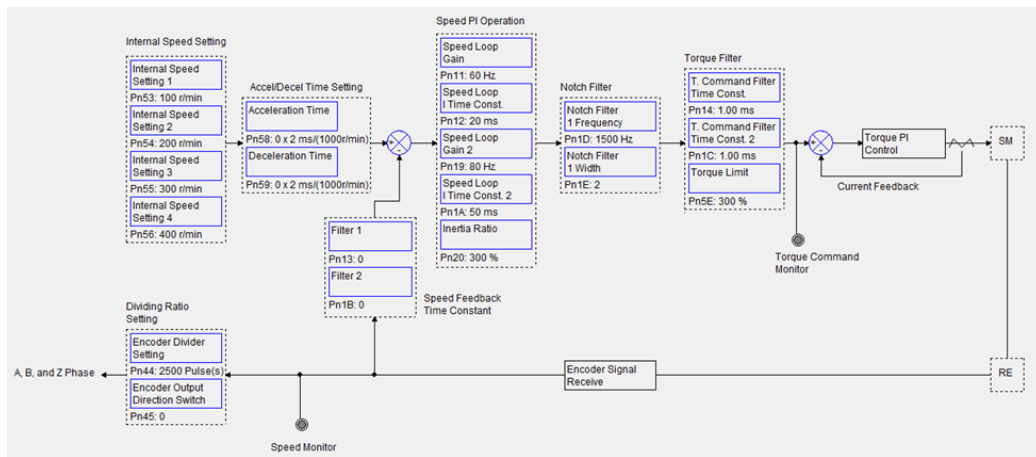 Internal Speed Setting
Internal Speed
Setting 1
Pn53: 100 r/min
Internal Speed
Setting 2
Pn54: 200 r/min
Internal Speed
Setting 3
Pn55: 300 r/min
Internal Speed
Setting 4
Pn56: 400 r/min
Accel/Decel Time Setting
Acceleration Time
Pn58: 0 x 2 ms/(1000r/min)
Deceleration Time
Pn59: 0 x 2 ms/(1000r/min)
Speed PI Operation
Speed Loop
Gain
Pn11: 60 Hz
Speed Loop
I Time Const.
Pn12: 20 ms
Speed Loop
Gain 2
Pn19: 80 Hz
Speed Loop
I Time Const. 2
Pn1A: 50 ms
Inertia Ratio
Pn20: 300 %
Notch Filter
Notch Filter
1 Frequency
Pn1D: 1500 Hz
Notch Filter
1 Width
Pn1E: 2
Torque Filter
T. Command Filter
Time Const.
Pn14: 1.00 ms
T. Command Filter
Time Const. 2
Pn1C: 1.00 ms
Torque Limit
Pn5E: 300 %
Torque PI
Control
Current Feedback
SM
Torque Command
Monitor
Filter 1
Pn13: 0
Filter 2
Pn1B: 0
Speed Feedback
Time Constant
Dividing Ratio
Setting
Encoder Divider
Setting
Pn44: 2500 Pulse(s)
Encoder Output
Direction Switch
Pn45: 0
A, B, and Z Phase
Encoder Signal
Receive
RE
Speed Monitor